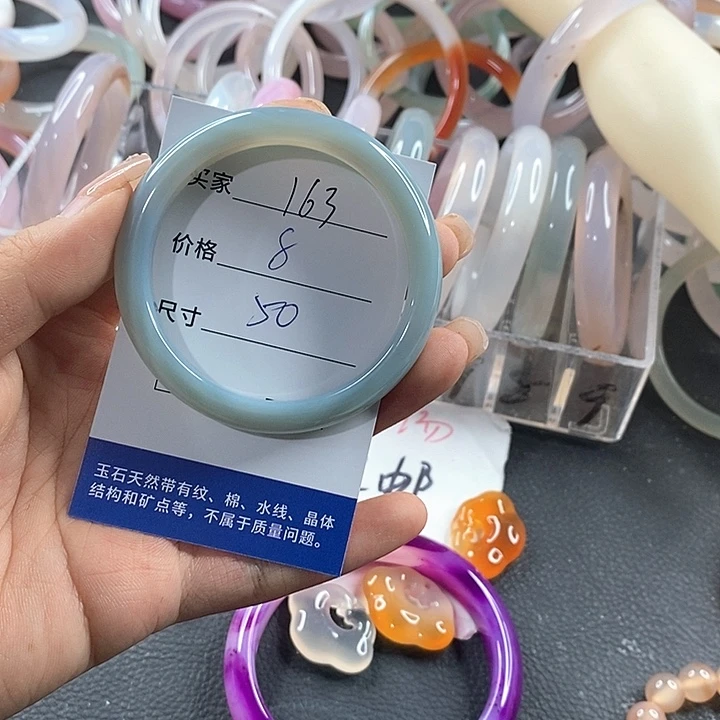 买家 163
价格 8
尺寸 50
玉石天然带有纹、棉、水线、晶体
结构和矿点等，不属于质量问题。
邮